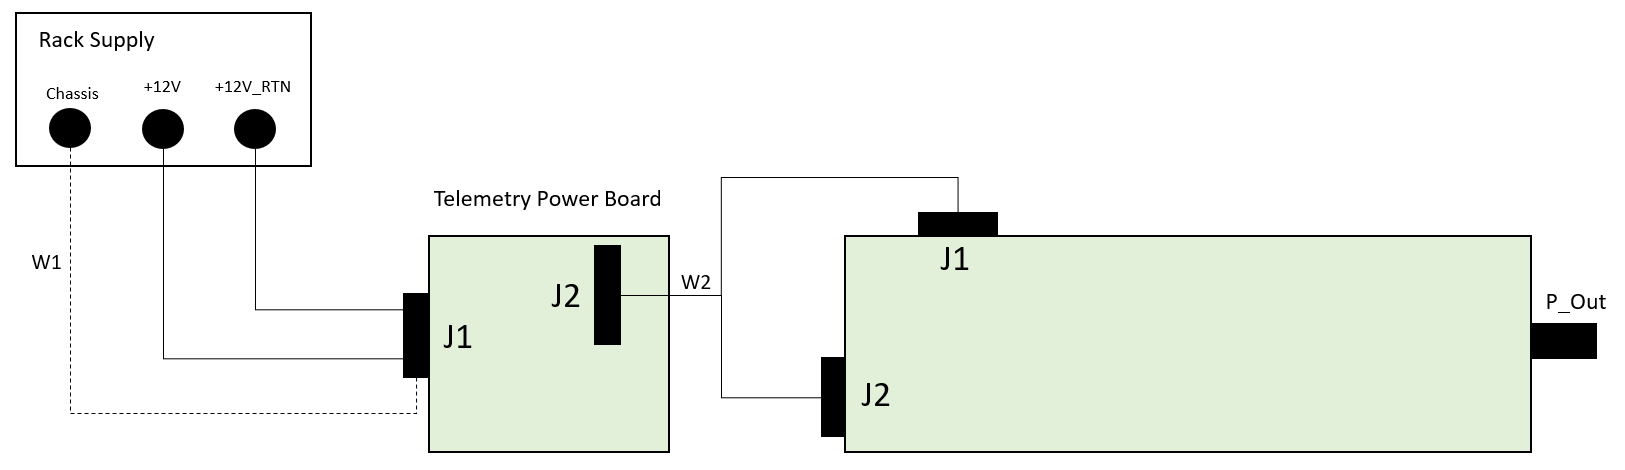 Rack Supply
Chassis
+12V
+12V_RTN
Telemetry Power Board
W1
J1
J2
W2
J1
J2
P_Out